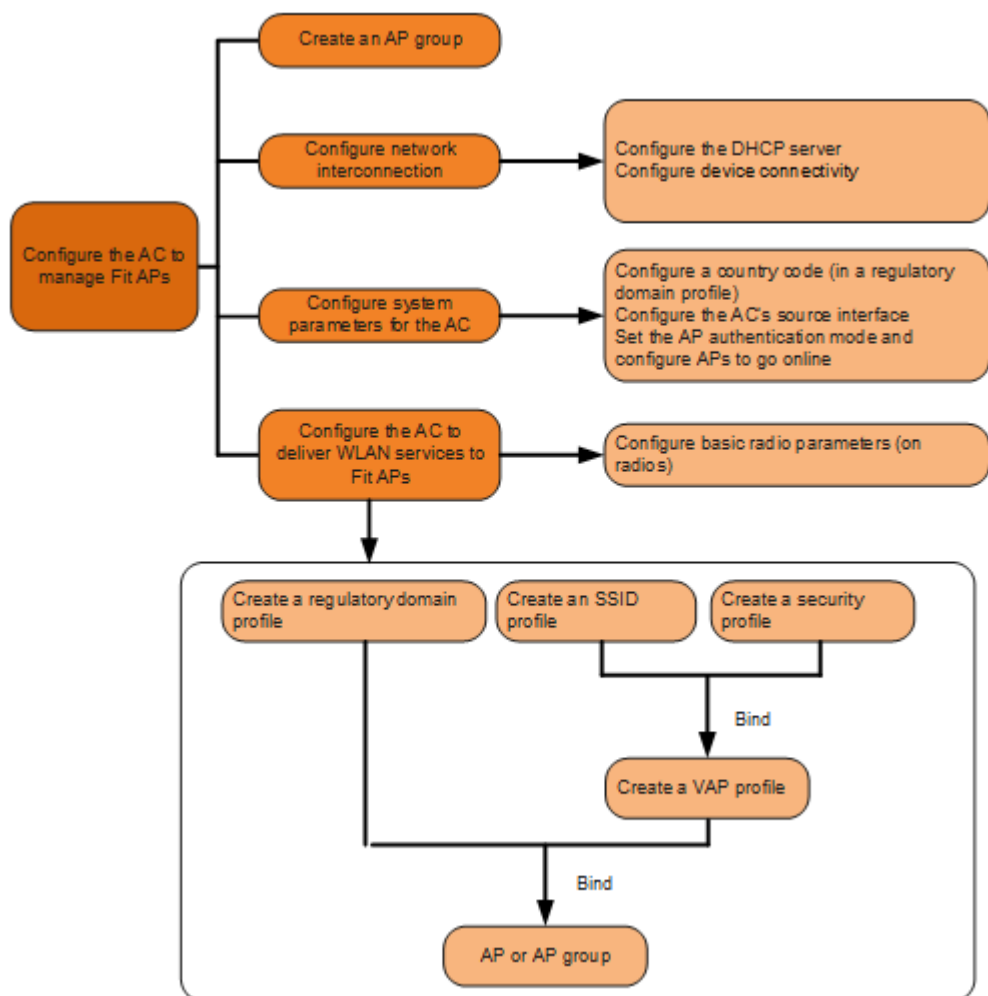 Create an AP group
Configure network
interconnection
Configure the DHCP server
Configure device connectivity
Configure the AC to
manage Fit APs
Configure system
parameters for the AC
Configure a country code (in a regulatory
domain profile)
Configure the AC's source interface
Set the AP authentication mode and
configure APs to go online
Configure the AC to
deliver WLAN services to
Fit APs
Configure basic radio parameters (on
radios)
Create a regulatory domain
profile
Create an SSID
profile
Create a security
profile
Bind
Create a VAP profile
Bind
AP or AP group